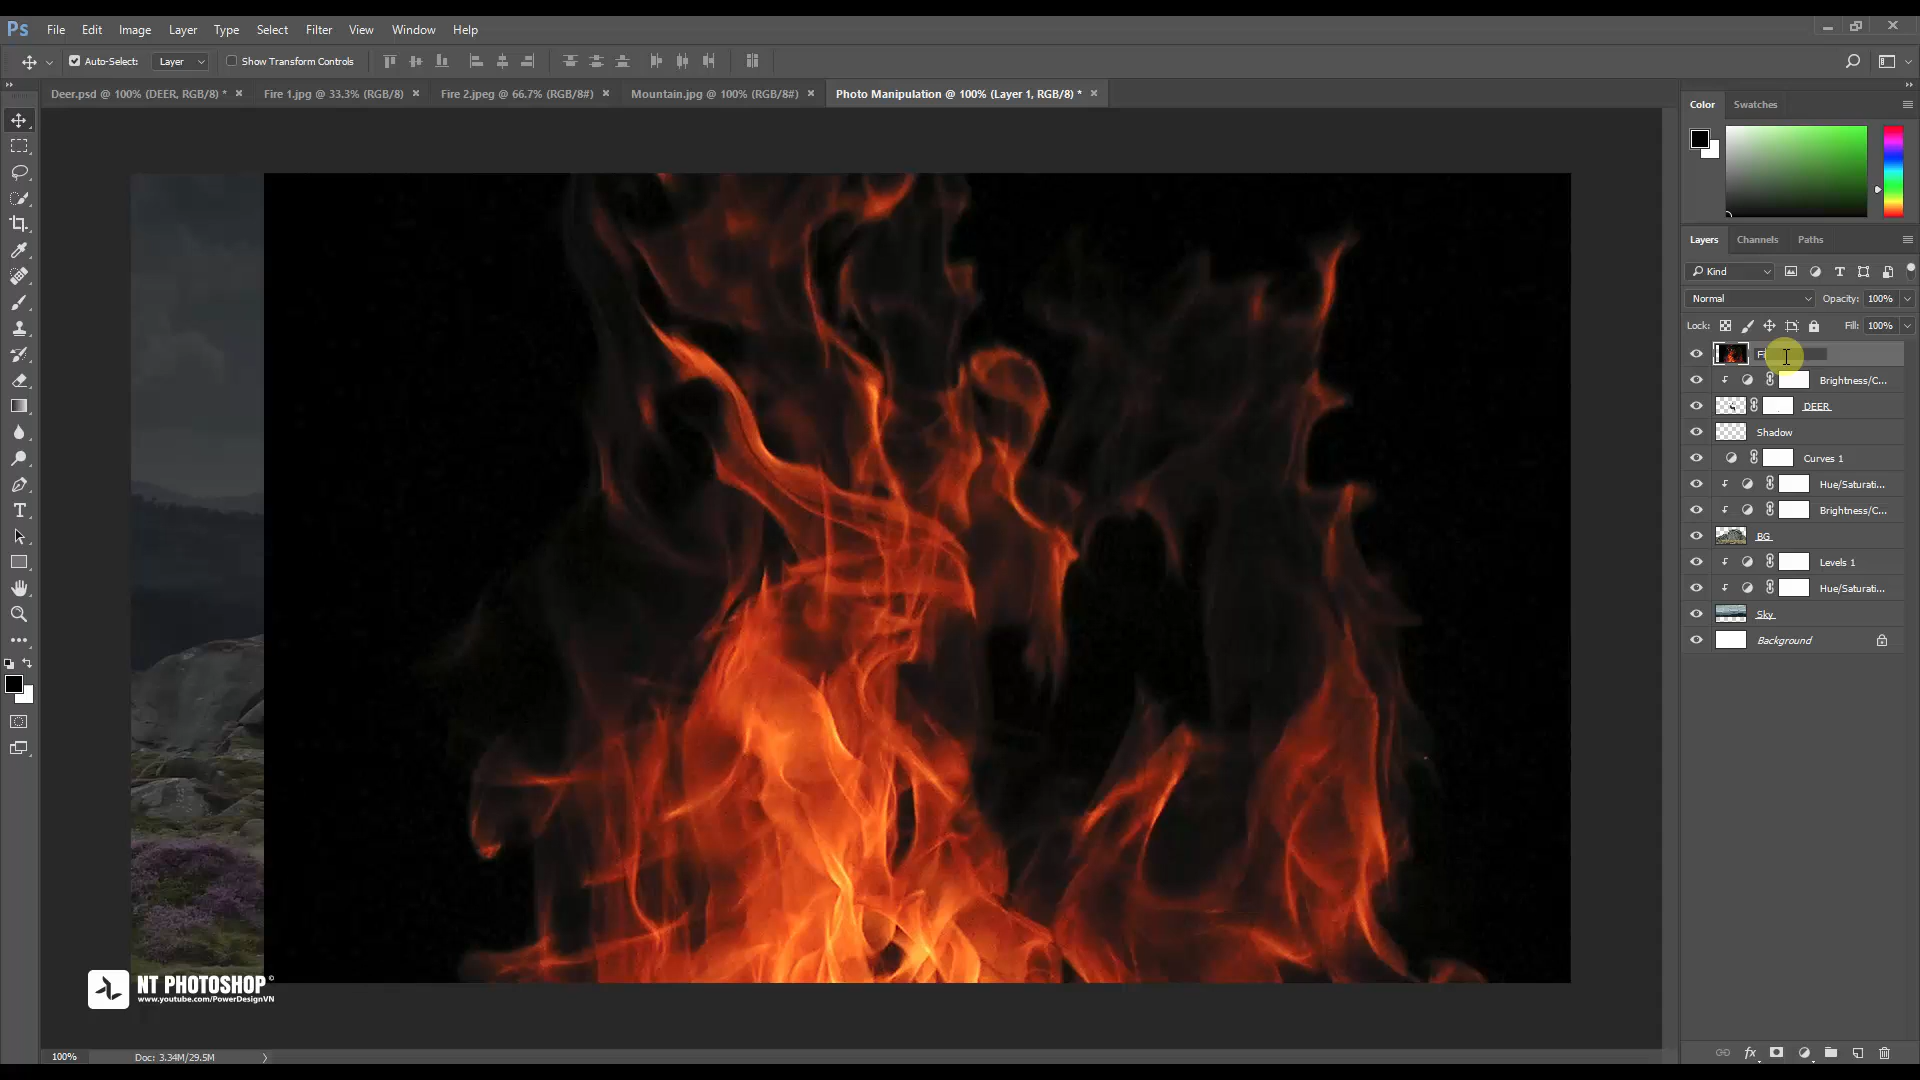 Ps File Edit Image Layer Type Select Filter View Window Help
Auto-Select: Layer Show Transform Controls
Deer.psd @ 100% (DEER, RGB/8) * × Fire 1.jpg @ 33.3% (RGB/8) × Fire 2.jpeg @ 66.7% (RGB/8#) × Mountain.jpg @ 100% (RGB/8#) × Photo Manipulation @ 100% (Layer 1, RGB/8) * ×
Color Swatches
Layers Channels Paths
Kind
Normal Opacity: 100%
Lock: Fill: 100%
Brightness/C...
DEER
Shadow
Curves 1
Hue/Saturati...
Brightness/C...
BG
Levels 1
Hue/Saturati...
Sky
Background
NT PHOTOSHOP©
www.youtube.com/PowerDesignVN
100% Doc: 3.34M/29.5M